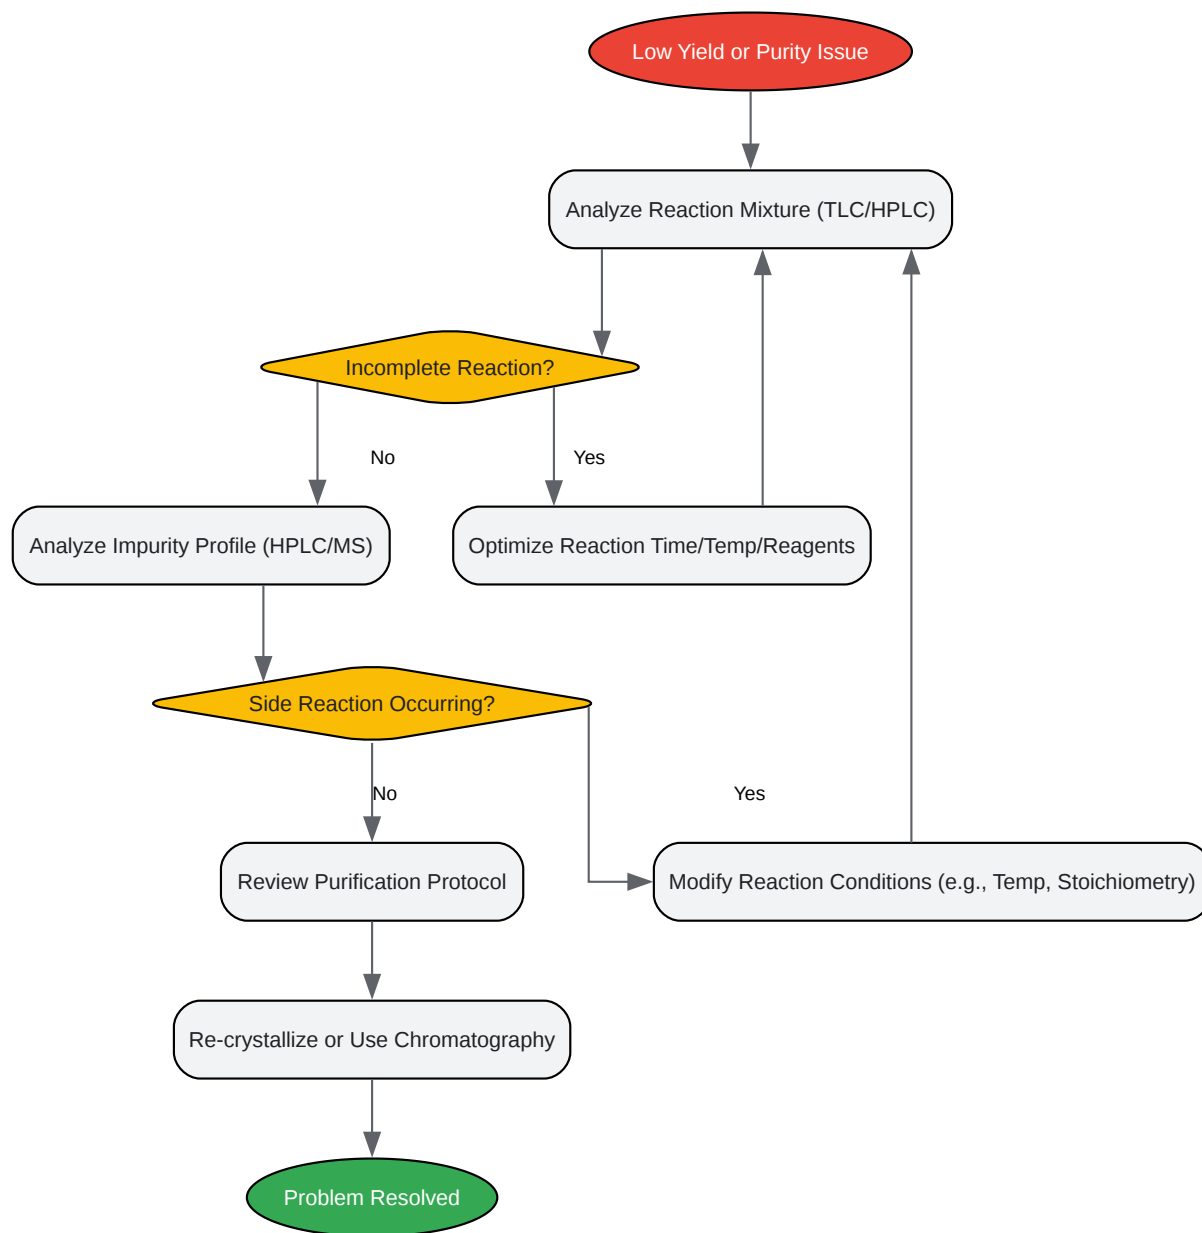 Low Yield or Purity Issue
Analyze Reaction Mixture (TLC/HPLC)
Incomplete Reaction?
No
Yes
Analyze Impurity Profile (HPLC/MS)
Optimize Reaction Time/Temp/Reagents
Side Reaction Occurring?
No
Yes
Review Purification Protocol
Modify Reaction Conditions (e.g., Temp, Stoichiometry)
Re-crystallize or Use Chromatography
Problem Resolved